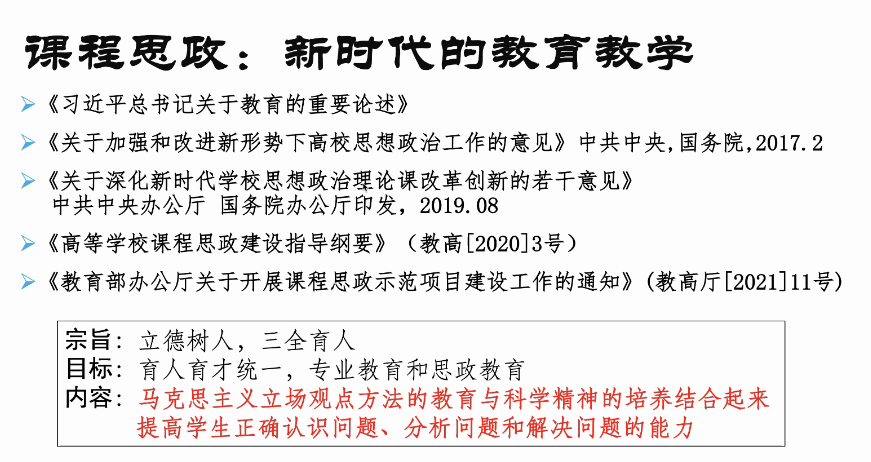 课程思政：新时代的教育教学
《习近平总书记关于教育的重要论述》
《关于加强和改进新形势下高校思想政治工作的意见》中共中央,国务院,2017.2
《关于深化新时代学校思想政治理论课改革创新的若干意见》
中共中央办公厅 国务院办公厅印发，2019.08
《高等学校课程思政建设指导纲要》（教高[2020]3号）
《教育部办公厅关于开展课程思政示范项目建设工作的通知》(教高厅[2021]11号)
宗旨：立德树人，三全育人
目标：育人育才统一，专业教育和思政教育
内容：马克思主义立场观点方法的教育与科学精神的培养结合起来
提高学生正确认识问题、分析问题和解决问题的能力